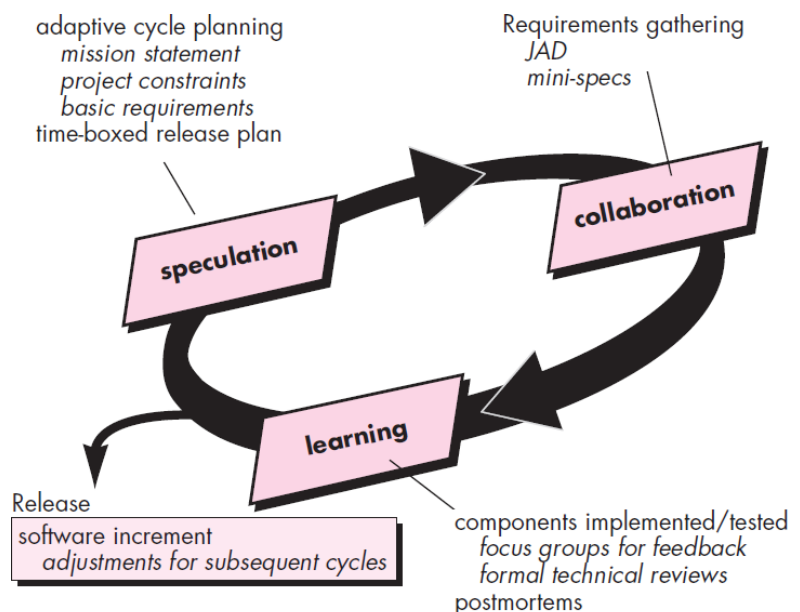 adaptive cycle planning
mission statement
project constraints
basic requirements
time-boxed release plan
Requirements gathering
JAD
mini-specs
speculation
collaboration
learning
Release
software increment
adjustments for subsequent cycles
components implemented/tested
focus groups for feedback
formal technical reviews
postmortems